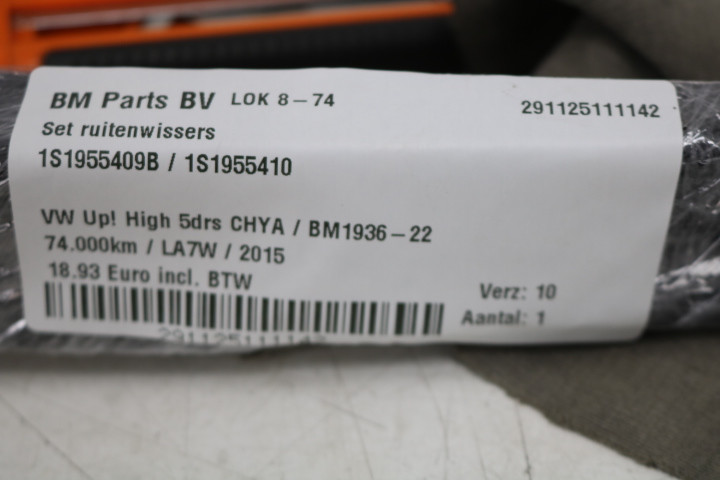 BM Parts BV LOK 8-74 291125111142
Set ruitenwissers
1S1955409B / 1S1955410
VW Up! High 5drs CHYA / BM1936-22
74.000km / LA7W / 2015
18.93 Euro incl. BTW
Verz: 10
Aantal: 1
291125111142